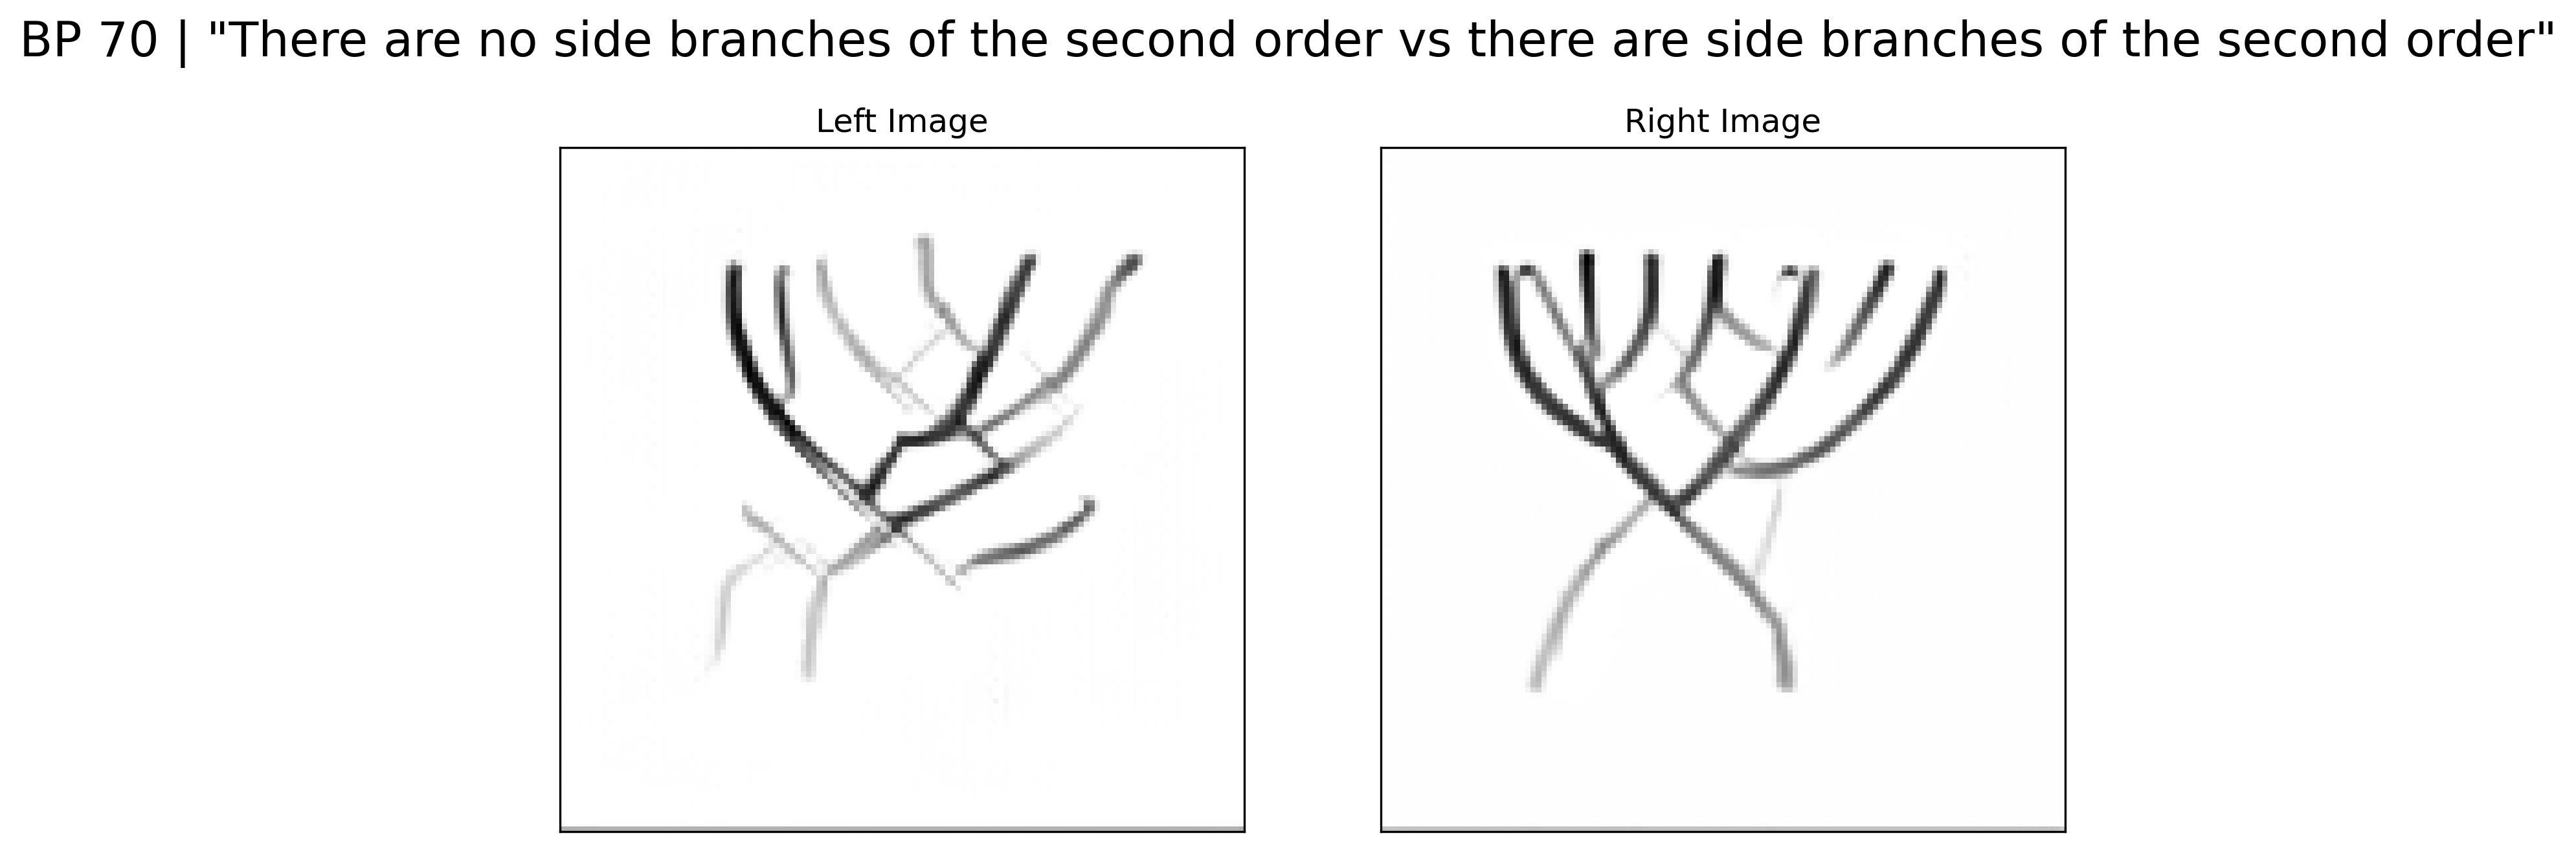 BP 70 | "There are no side branches of the second order vs there are side branches of the second order"
Left Image
Right Image